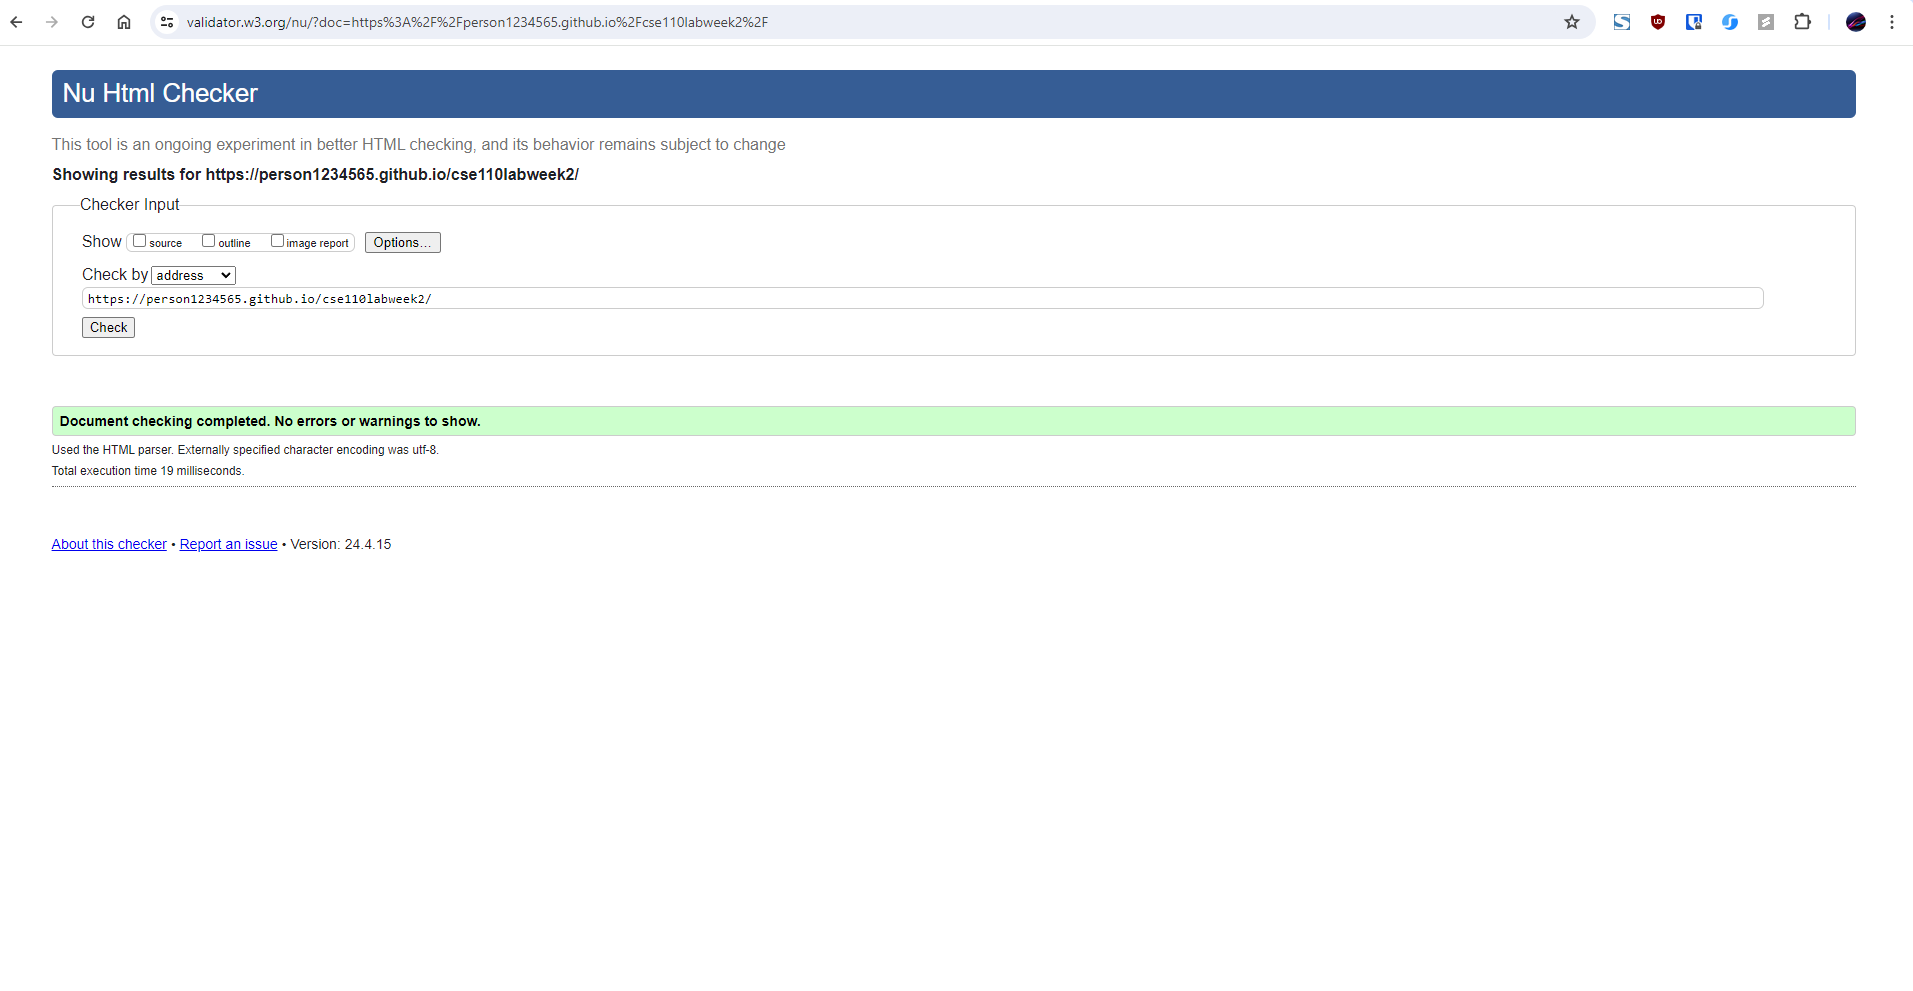 validator.w3.org/nu/?doc=https%3A%2F%2Fperson1234565.github.io%2Fcse110labweek2%2F
Nu Html Checker
This tool is an ongoing experiment in better HTML checking, and its behavior remains subject to change
Showing results for https://person1234565.github.io/cse110labweek2/
Checker Input
Show source outline image report Options...
Check by address
https://person1234565.github.io/cse110labweek2/
Check
Document checking completed. No errors or warnings to show.
Used the HTML parser. Externally specified character encoding was utf-8.
Total execution time 19 milliseconds.
About this checker • Report an issue • Version: 24.4.15